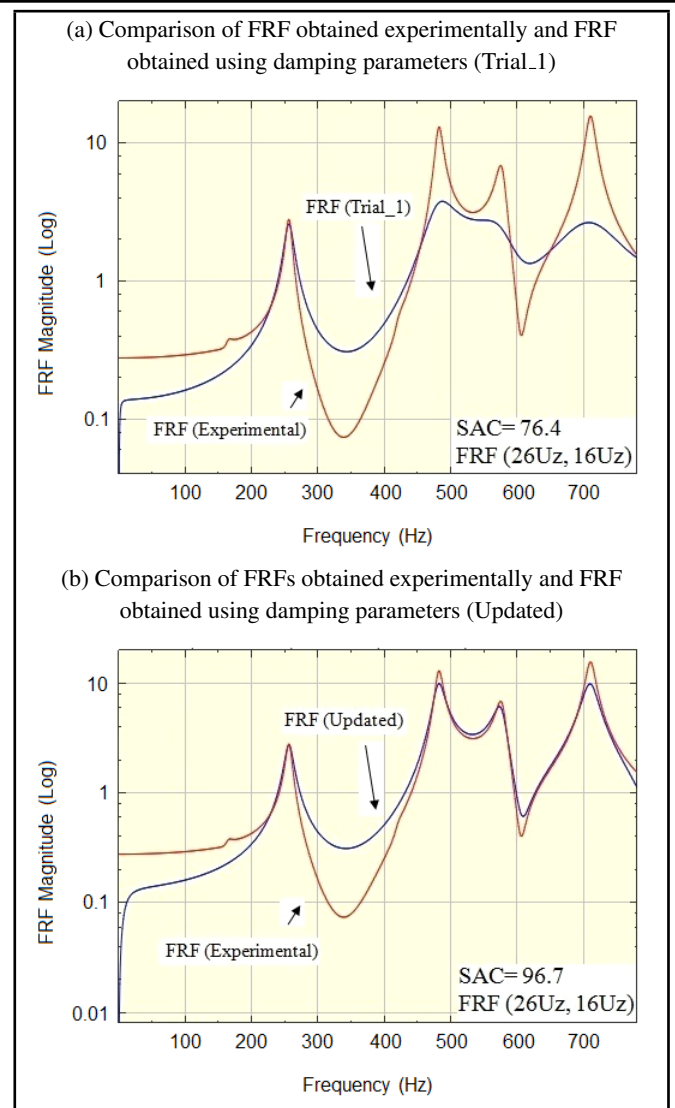 (a) Comparison of FRF obtained experimentally and FRF
obtained using damping parameters (Trial_1)
10
1
0.1
FRF Magnitude (Log)
FRF (Trial_1)
FRF (Experimental)
SAC= 76.4
FRF (26Uz, 16Uz)
100 200 300 400 500 600 700
Frequency (Hz)
(b) Comparison of FRFs obtained experimentally and FRF
obtained using damping parameters (Updated)
10
1
0.1
0.01
FRF Magnitude (Log)
FRF (Updated)
FRF (Experimental)
SAC= 96.7
FRF (26Uz, 16Uz)
100 200 300 400 500 600 700
Frequency (Hz)